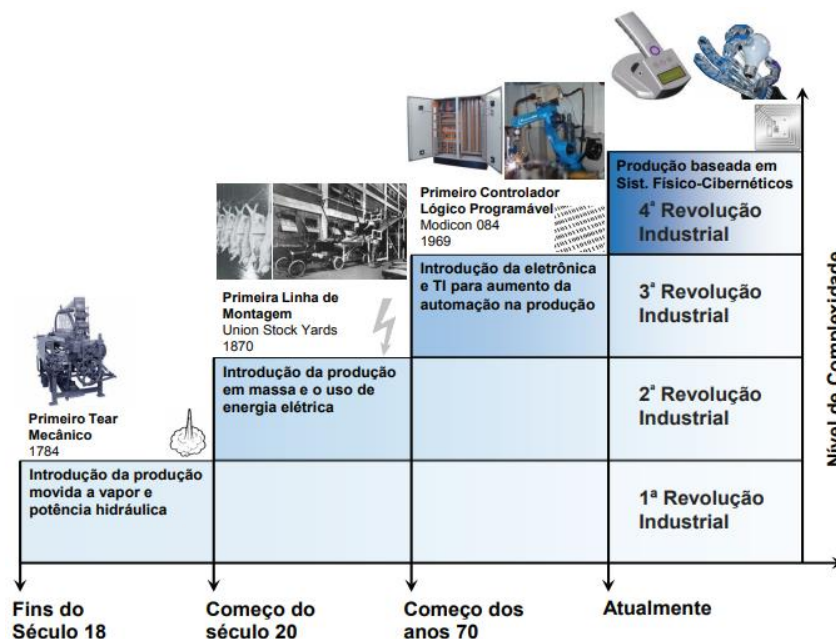 Produção baseada em
Sist. Físico-Cibernéticos
4ª Revolução
Industrial
Primeiro Controlador
Lógico Programável
Modicon 084
1969
Introdução da eletrônica
e TI para aumento da
automação na produção
3ª Revolução
Industrial
Primeira Linha de
Montagem
Union Stock Yards
1870
Introdução da produção
em massa e o uso de
energia elétrica
2ª Revolução
Industrial
Primeiro Tear
Mecânico
1784
Introdução da produção
movida a vapor e
potência hidráulica
1ª Revolução
Industrial
Nível de Complexidade
Fins do
Século 18
Começo do
século 20
Começo dos
anos 70
Atualmente